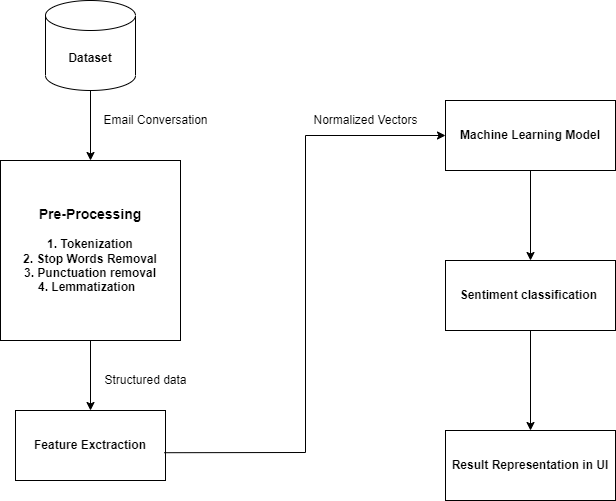 Dataset
Email Conversation
Pre-Processing
1. Tokenization
2. Stop Words Removal
3. Punctuation removal
4. Lemmatization
Structured data
Feature Exctraction
Normalized Vectors
Machine Learning Model
Sentiment classification
Result Representation in UI